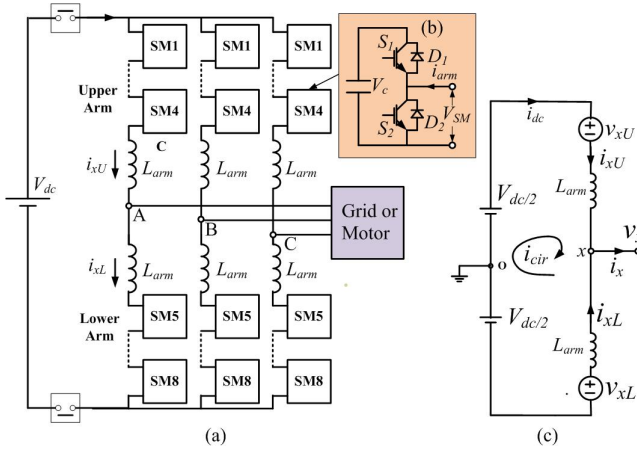 SM1 SM1 SM1
(b)
S1 D1
iarm
Vc
VSM
S2 D2
Upper
Arm
SM4 SM4 SM4
C
ixU Larm Larm Larm
Vdc
A
B
C
Grid or
Motor
ixL Larm Larm Larm
Lower
Arm
SM5 SM5 SM5
SM8 SM8 SM8
(a)
idc
vxU
ixU
Larm
Vdc/2
o
icir
x
ix
Vdc/2
ixL
Larm
vxL
(c)